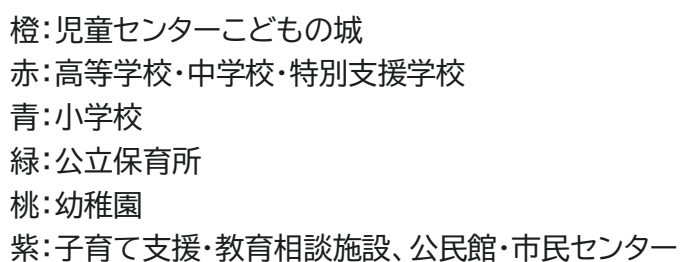 橙：児童センターこどもの城
赤：高等学校・中学校・特別支援学校
青：小学校
緑：公立保育所
桃：幼稚園
紫：子育て支援・教育相談施設、公民館・市民センター